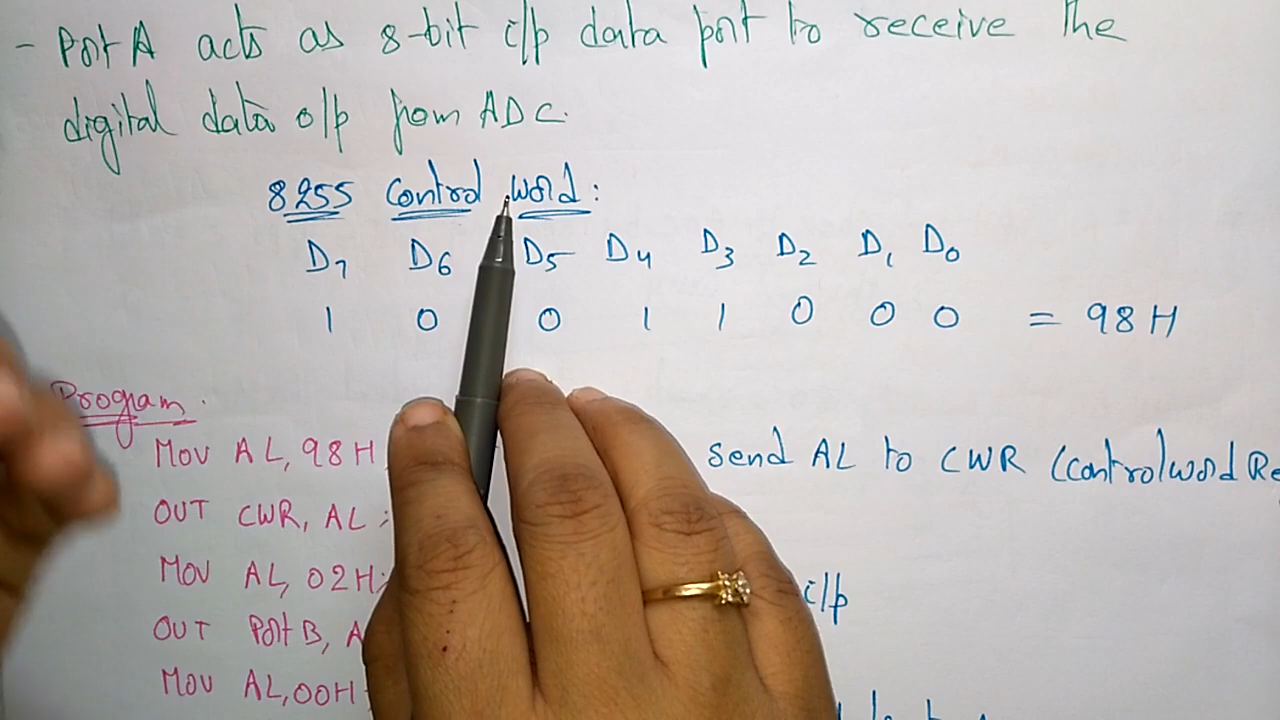 - Port A acts as 8-bit i/p data port to receive the
digital data o/p from ADC.
8255 Control word:
D7 D6 D5 D4 D3 D2 D1 D0
1 0 0 1 1 0 0 0 = 98H
Program.
Mov AL, 98H send AL to CWR (Controlword Re
OUT CWR, AL;
Mov AL, 02H; i/p
OUT Port B, A
Mov AL, 00H